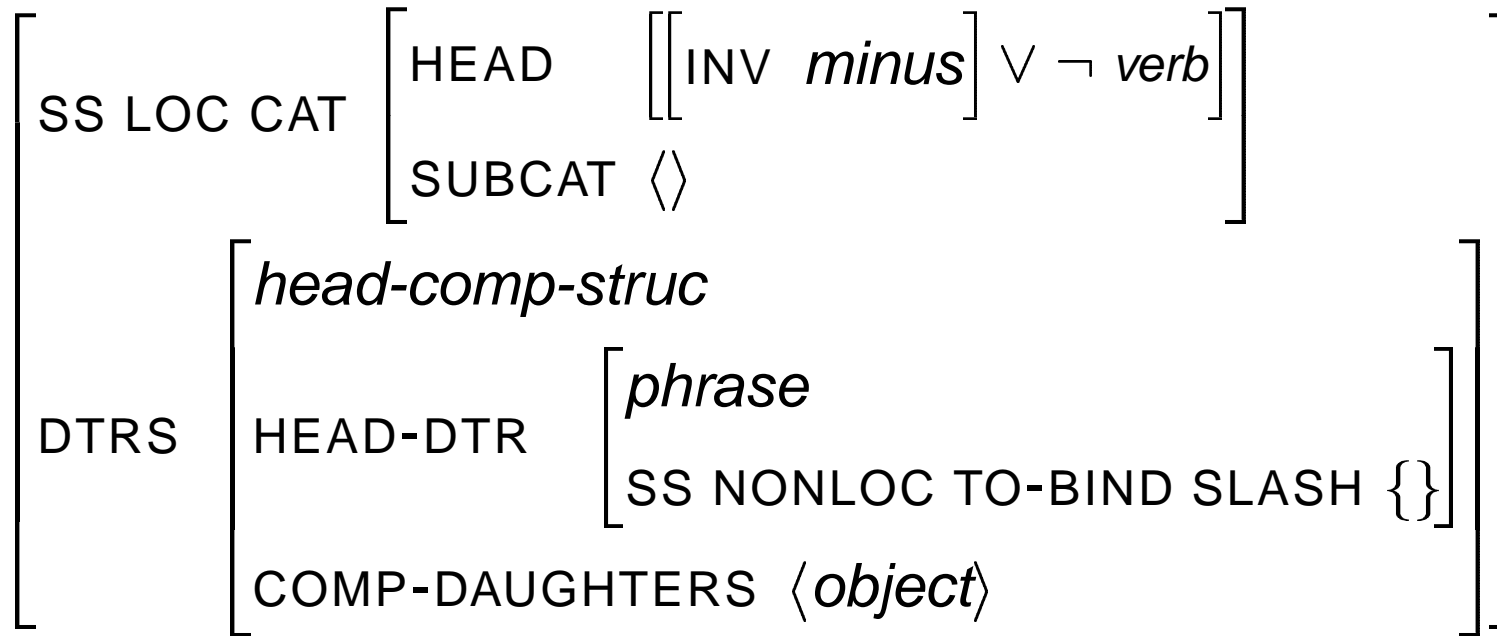 HEAD [[INV minus] ∨ ¬ verb]
SS LOC CAT
SUBCAT ⟨⟩
head-comp-struc
phrase
DTRS HEAD-DTR
SS NONLOC TO-BIND SLASH {}
COMP-DAUGHTERS ⟨object⟩